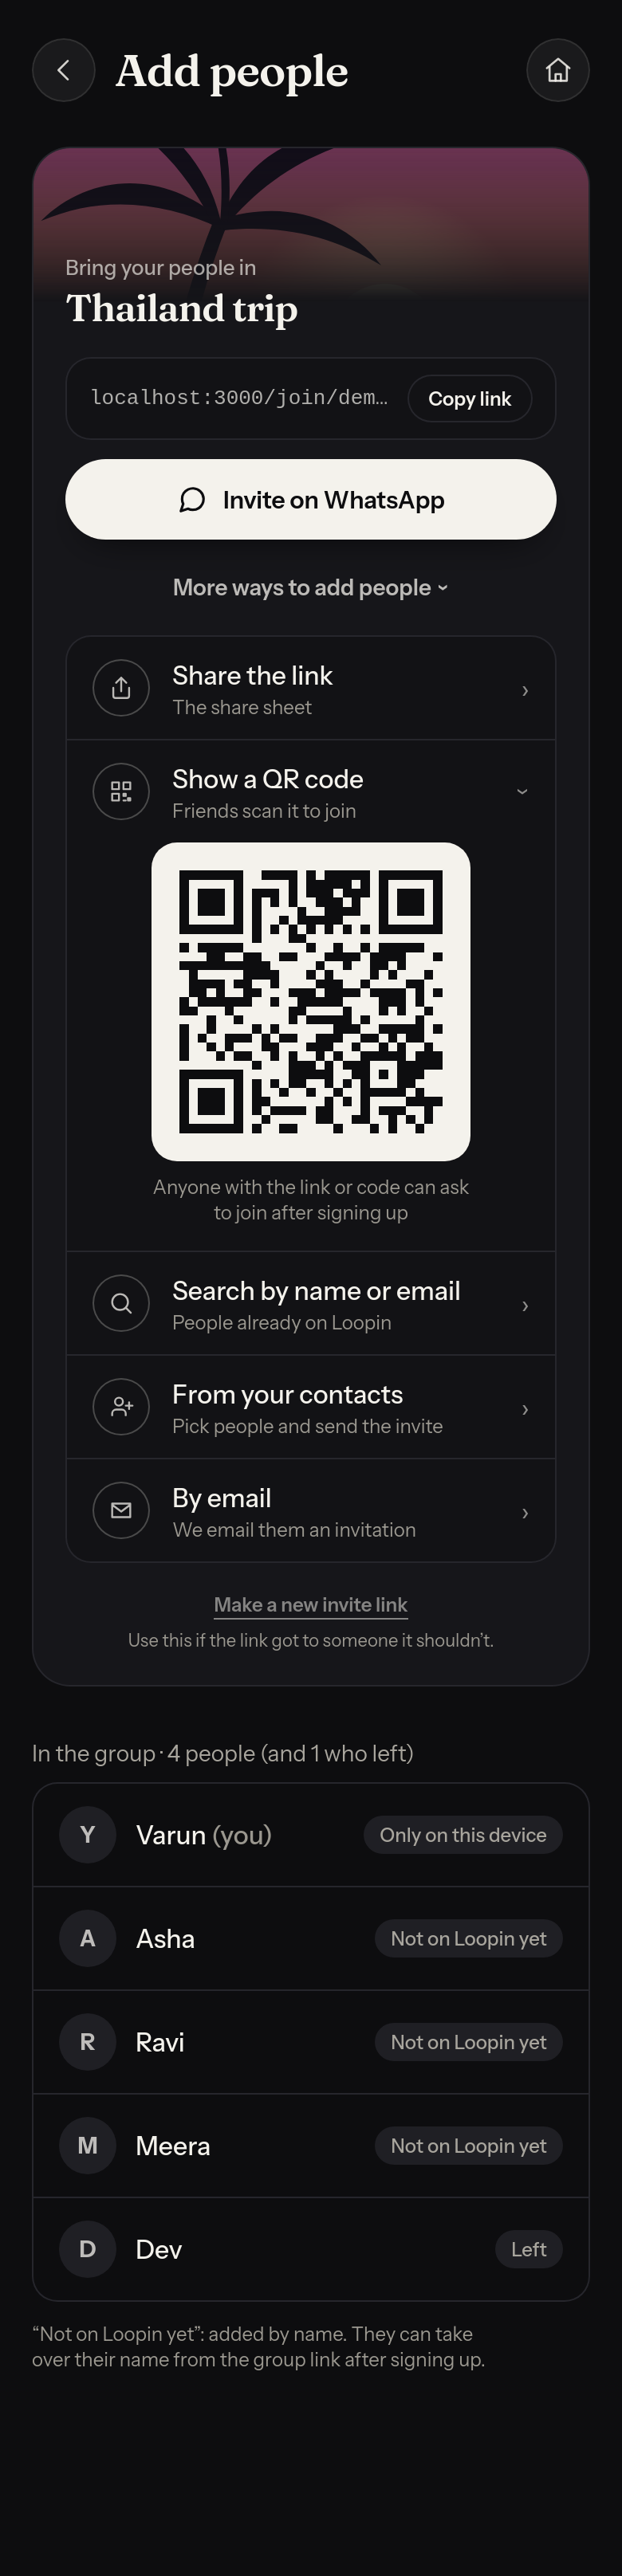 Add people
Bring your people in
Thailand trip
localhost:3000/join/dem…
Copy link
Invite on WhatsApp
More ways to add people
Share the link
The share sheet
Show a QR code
Friends scan it to join
Anyone with the link or code can ask
to join after signing up
Search by name or email
People already on Loopin
From your contacts
Pick people and send the invite
By email
We email them an invitation
Make a new invite link
Use this if the link got to someone it shouldn’t.
In the group · 4 people (and 1 who left)
Y
Varun (you)
Only on this device
A
Asha
Not on Loopin yet
R
Ravi
Not on Loopin yet
M
Meera
Not on Loopin yet
D
Dev
Left
“Not on Loopin yet”: added by name. They can take
over their name from the group link after signing up.